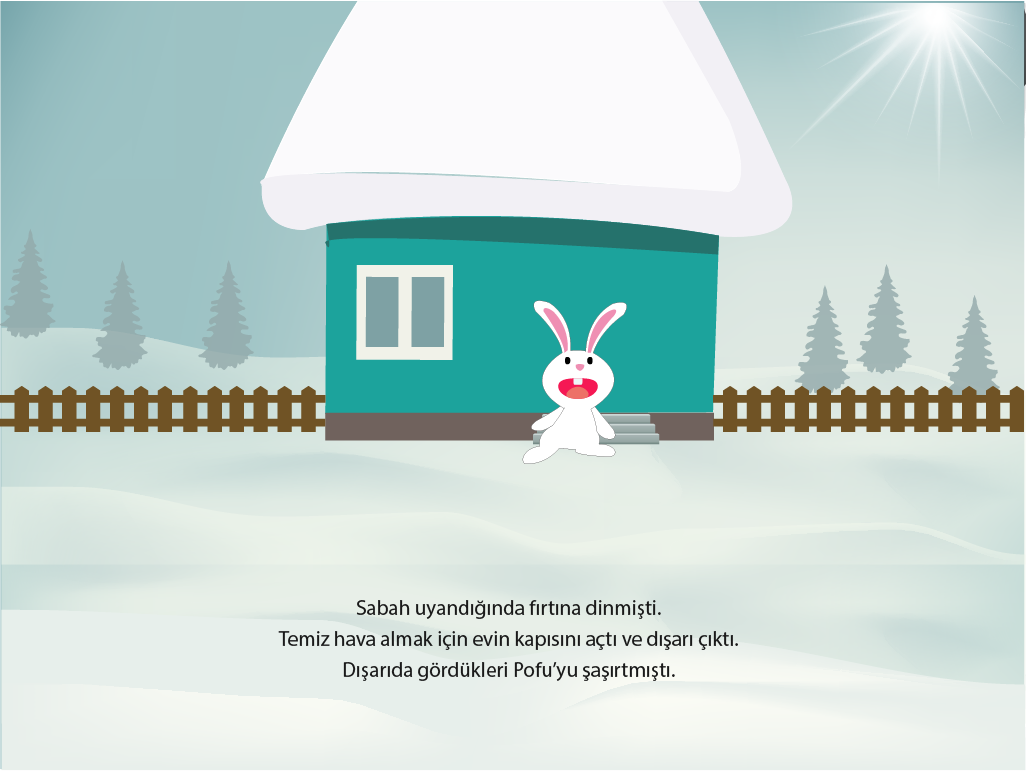 Sabah uyandığında fırtına dinmişti.
Temiz hava almak için evin kapısını açtı ve dışarı çıktı.
Dışarıda gördükleri Pofu’yu şaşırtmıştı.